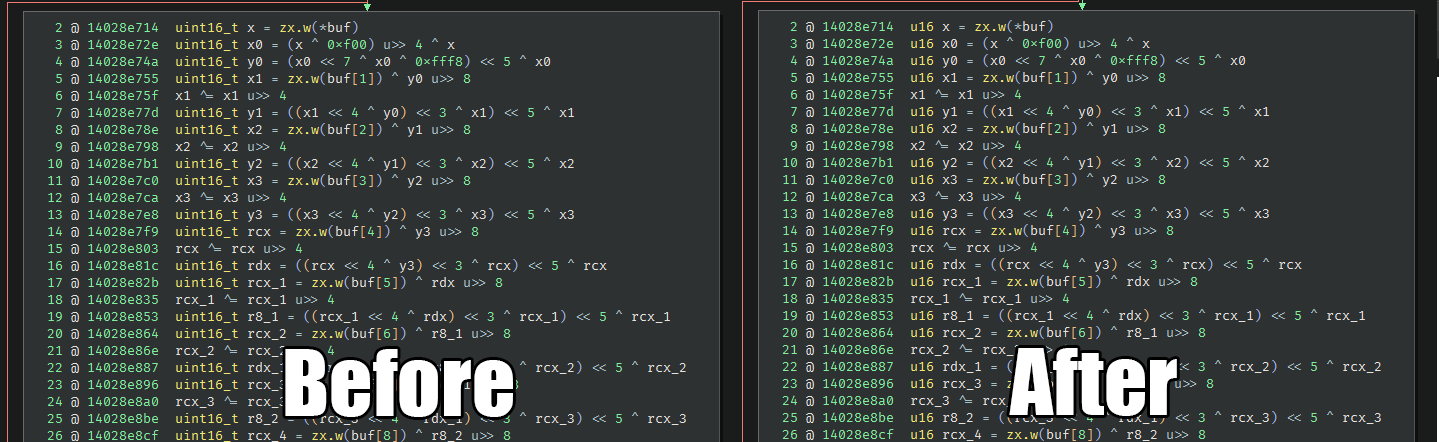 2 @ 14028e714 uint16_t x = zx.w(*buf)
3 @ 14028e72e uint16_t x0 = (x ^ 0xf00) u>> 4 ^ x
4 @ 14028e74a uint16_t y0 = (x0 << 7 ^ x0 ^ 0xfff8) << 5 ^ x0
5 @ 14028e755 uint16_t x1 = zx.w(buf[1]) ^ y0 u>> 8
6 @ 14028e75f x1 ^= x1 u>> 4
7 @ 14028e77d uint16_t y1 = ((x1 << 4 ^ y0) << 3 ^ x1) << 5 ^ x1
8 @ 14028e78e uint16_t x2 = zx.w(buf[2]) ^ y1 u>> 8
9 @ 14028e798 x2 ^= x2 u>> 4
10 @ 14028e7b1 uint16_t y2 = ((x2 << 4 ^ y1) << 3 ^ x2) << 5 ^ x2
11 @ 14028e7c0 uint16_t x3 = zx.w(buf[3]) ^ y2 u>> 8
12 @ 14028e7ca x3 ^= x3 u>> 4
13 @ 14028e7e8 uint16_t y3 = ((x3 << 4 ^ y2) << 3 ^ x3) << 5 ^ x3
14 @ 14028e7f9 uint16_t rcx = zx.w(buf[4]) ^ y3 u>> 8
15 @ 14028e803 rcx ^= rcx u>> 4
16 @ 14028e81c uint16_t rdx = ((rcx << 4 ^ y3) << 3 ^ rcx) << 5 ^ rcx
17 @ 14028e82b uint16_t rcx_1 = zx.w(buf[5]) ^ rdx u>> 8
18 @ 14028e835 rcx_1 ^= rcx_1 u>> 4
19 @ 14028e853 uint16_t r8_1 = ((rcx_1 << 4 ^ rdx) << 3 ^ rcx_1) << 5 ^ rcx_1
20 @ 14028e864 uint16_t rcx_2 = zx.w(buf[6]) ^ r8_1 u>> 8
21 @ 14028e86e rcx_2 ^= 4
22 @ 14028e887 uint16_t ^ rcx_2) << 5 ^ rcx_2
23 @ 14028e896 uint16_t 8
24 @ 14028e8a0 rcx_3 ^=
25 @ 14028e8be uint16_t r8_2 = ^ rcx_3) << 5 ^ rcx_3
26 @ 14028e8cf uint16_t rcx_4 = zx.w(buf[8]) ^ r8_2 u>> 8
Before
2 @ 14028e714 u16 x = zx.w(*buf)
3 @ 14028e72e u16 x0 = (x ^ 0xf00) u>> 4 ^ x
4 @ 14028e74a u16 y0 = (x0 << 7 ^ x0 ^ 0xfff8) << 5 ^ x0
5 @ 14028e755 u16 x1 = zx.w(buf[1]) ^ y0 u>> 8
6 @ 14028e75f x1 ^= x1 u>> 4
7 @ 14028e77d u16 y1 = ((x1 << 4 ^ y0) << 3 ^ x1) << 5 ^ x1
8 @ 14028e78e u16 x2 = zx.w(buf[2]) ^ y1 u>> 8
9 @ 14028e798 x2 ^= x2 u>> 4
10 @ 14028e7b1 u16 y2 = ((x2 << 4 ^ y1) << 3 ^ x2) << 5 ^ x2
11 @ 14028e7c0 u16 x3 = zx.w(buf[3]) ^ y2 u>> 8
12 @ 14028e7ca x3 ^= x3 u>> 4
13 @ 14028e7e8 u16 y3 = ((x3 << 4 ^ y2) << 3 ^ x3) << 5 ^ x3
14 @ 14028e7f9 u16 rcx = zx.w(buf[4]) ^ y3 u>> 8
15 @ 14028e803 rcx ^= rcx u>> 4
16 @ 14028e81c u16 rdx = ((rcx << 4 ^ y3) << 3 ^ rcx) << 5 ^ rcx
17 @ 14028e82b u16 rcx_1 = zx.w(buf[5]) ^ rdx u>> 8
18 @ 14028e835 rcx_1 ^= rcx_1 u>> 4
19 @ 14028e853 u16 r8_1 = ((rcx_1 << 4 ^ rdx) << 3 ^ rcx_1) << 5 ^ rcx_1
20 @ 14028e864 u16 rcx_2 = zx.w(buf[6]) ^ r8_1 u>> 8
21 @ 14028e86e rcx_2 ^=
22 @ 14028e887 u16 rdx_1 = 3 ^ rcx_2) << 5 ^ rcx_2
23 @ 14028e896 u16 rcx_3 = u>> 8
24 @ 14028e8a0 rcx_3 ^=
25 @ 14028e8be u16 r8_2 = 3 ^ rcx_3) << 5 ^ rcx_3
26 @ 14028e8cf u16 rcx_4 = zx.w(buf[8]) ^ r8_2 u>> 8
After